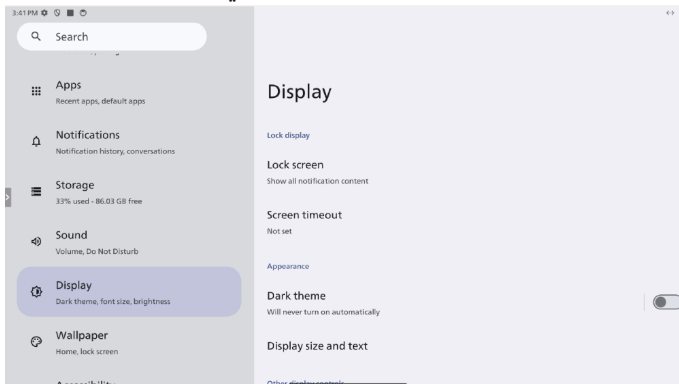 3:41 PM
Search
Apps
Recent apps, default apps
Notifications
Notification history, conversations
Storage
33% used - 86.03 GB free
Sound
Volume, Do Not Disturb
Display
Dark theme, font size, brightness
Wallpaper
Home, lock screen
Display
Lock display
Lock screen
Show all notification content
Screen timeout
Not set
Appearance
Dark theme
Will never turn on automatically
Display size and text
Other display controls